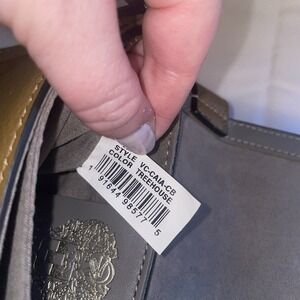 STYLE VC-CAIA-CB
COLOR TREEHOUSE
1 91644 98577 5